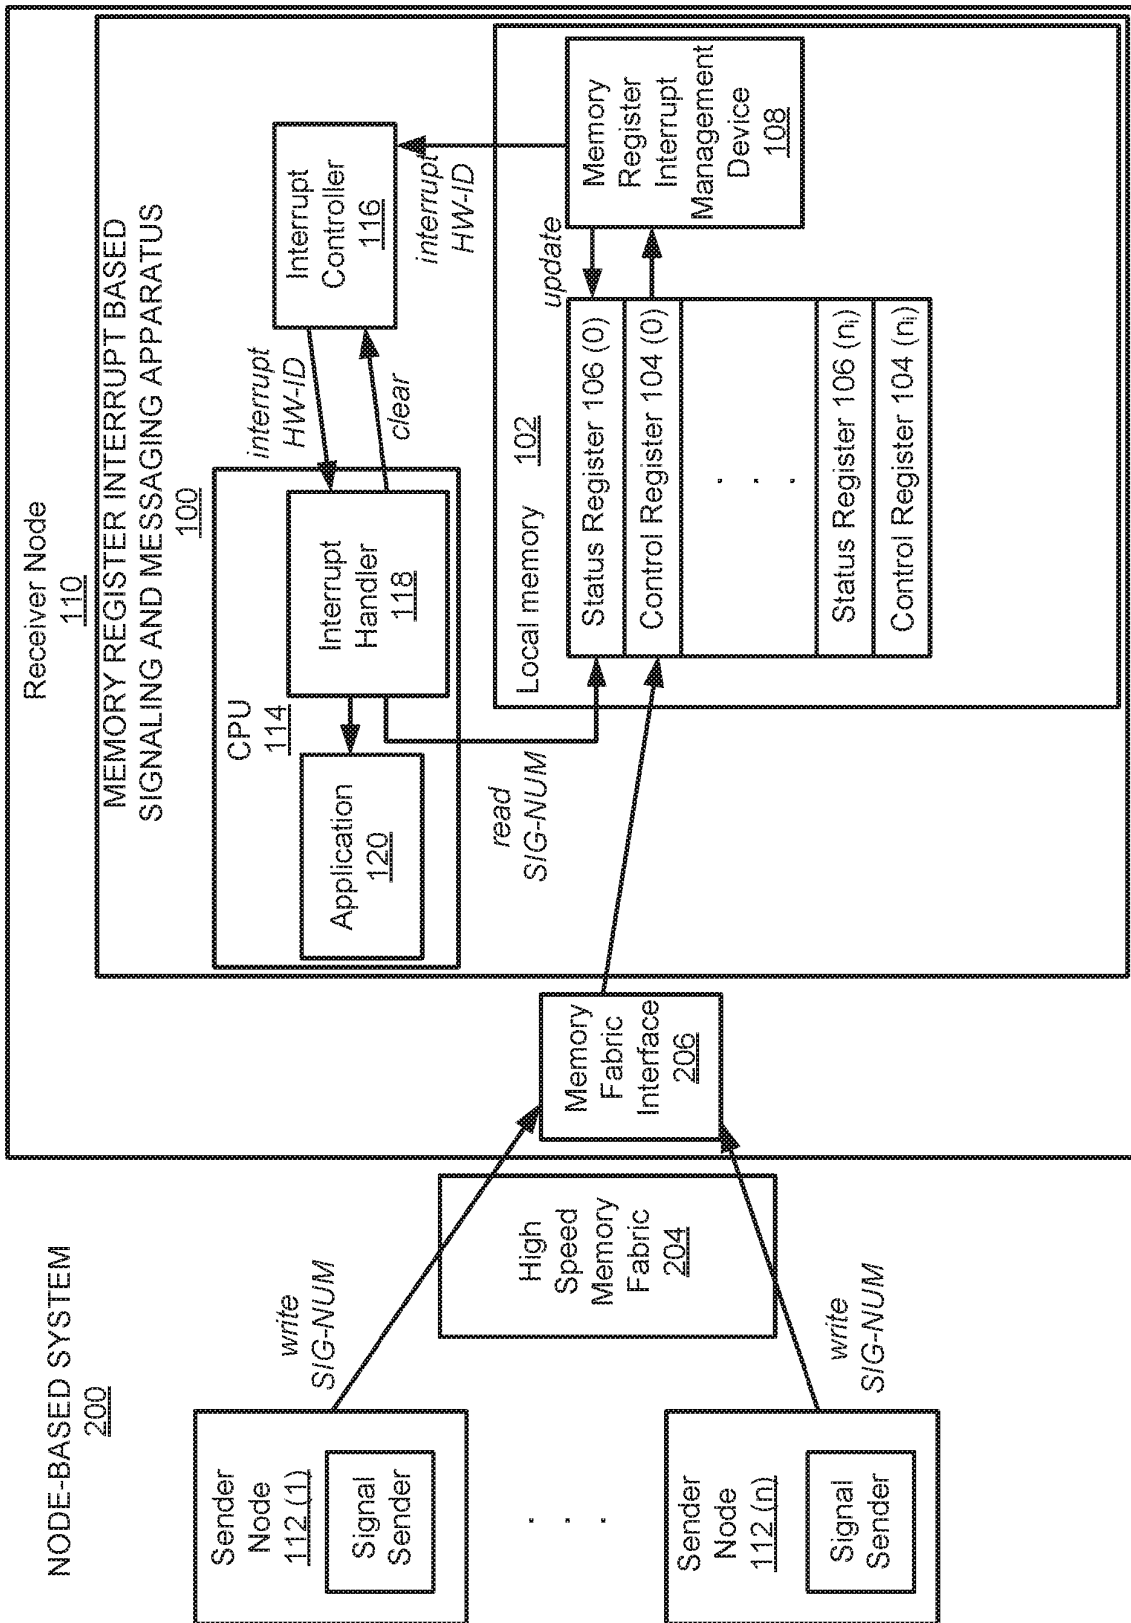 NODE-BASED SYSTEM
200
Sender
Node
112 (1)
Signal
Sender
. . .
Sender
Node
112 (n)
Signal
Sender
write
SIG-NUM
write
SIG-NUM
High
Speed
Memory
Fabric
204
Receiver Node
110
Memory
Fabric
Interface
206
MEMORY REGISTER INTERRUPT BASED
SIGNALING AND MESSAGING APPARATUS
100
CPU
114
Application
120
Interrupt
Handler
118
read
SIG-NUM
interrupt
HW-ID
clear
Interrupt
Controller
116
interrupt
HW-ID
Local memory
102
update
Status Register 106 (0)
Control Register 104 (0)
. . .
Status Register 106 (nᵢ)
Control Register 104 (nᵢ)
Memory
Register
Interrupt
Management
Device
108